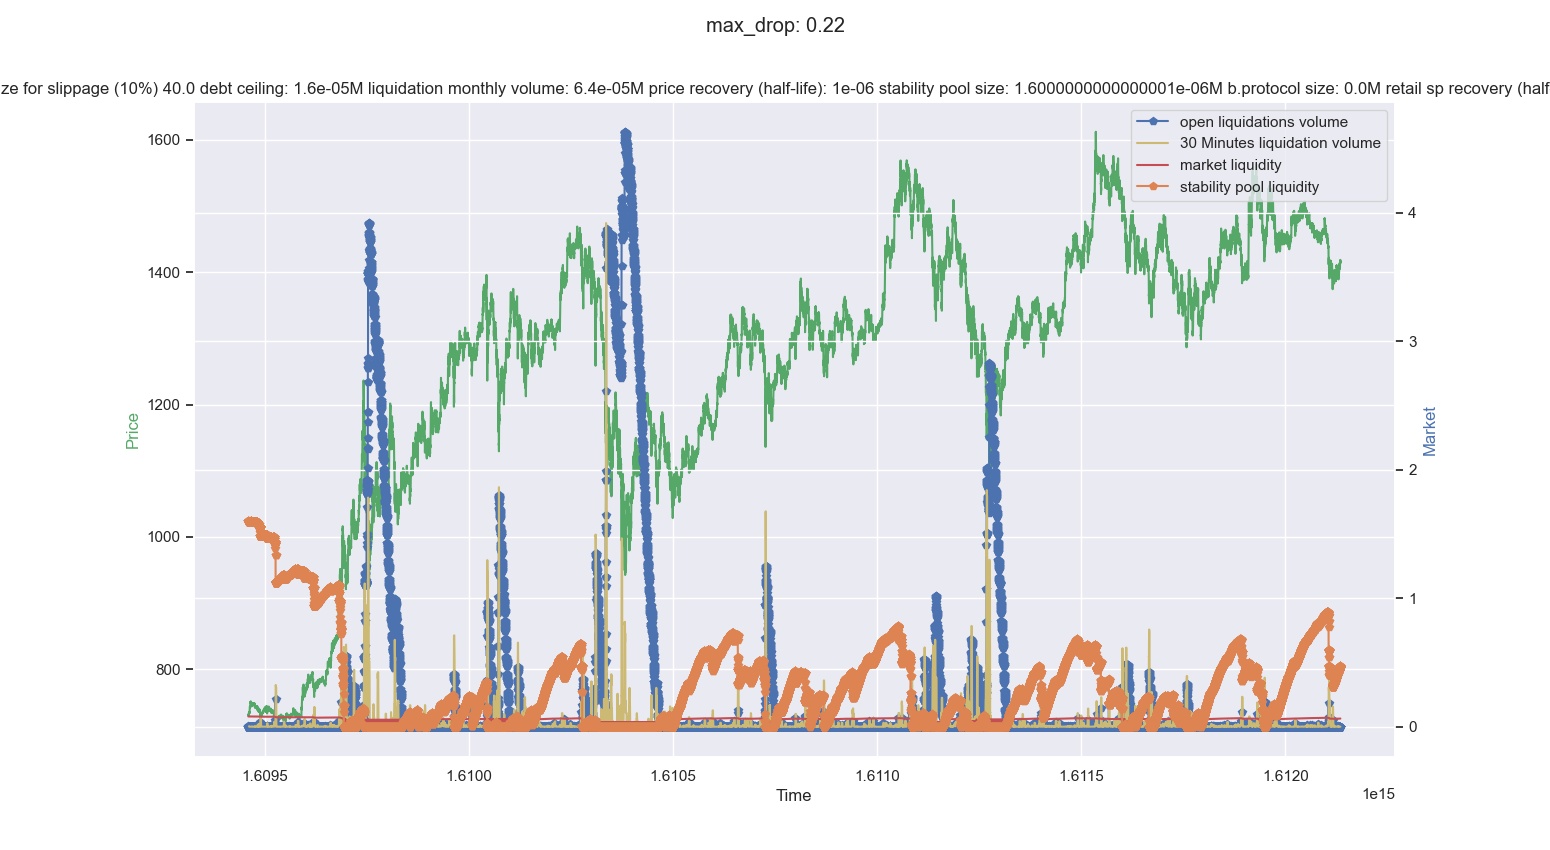 max_drop: 0.22
ze for slippage (10%) 40.0 debt ceiling: 1.6e-05M liquidation monthly volume: 6.4e-05M price recovery (half-life): 1e-06 stability pool size: 1.6000000000000001e-06M b.protocol size: 0.0M retail sp recovery (half
open liquidations volume
30 Minutes liquidation volume
market liquidity
stability pool liquidity
1600
1400
1200
1000
800
Price
4
3
2
1
0
Market
1.6095
1.6100
1.6105
1.6110
1.6115
1.6120
1e15
Time